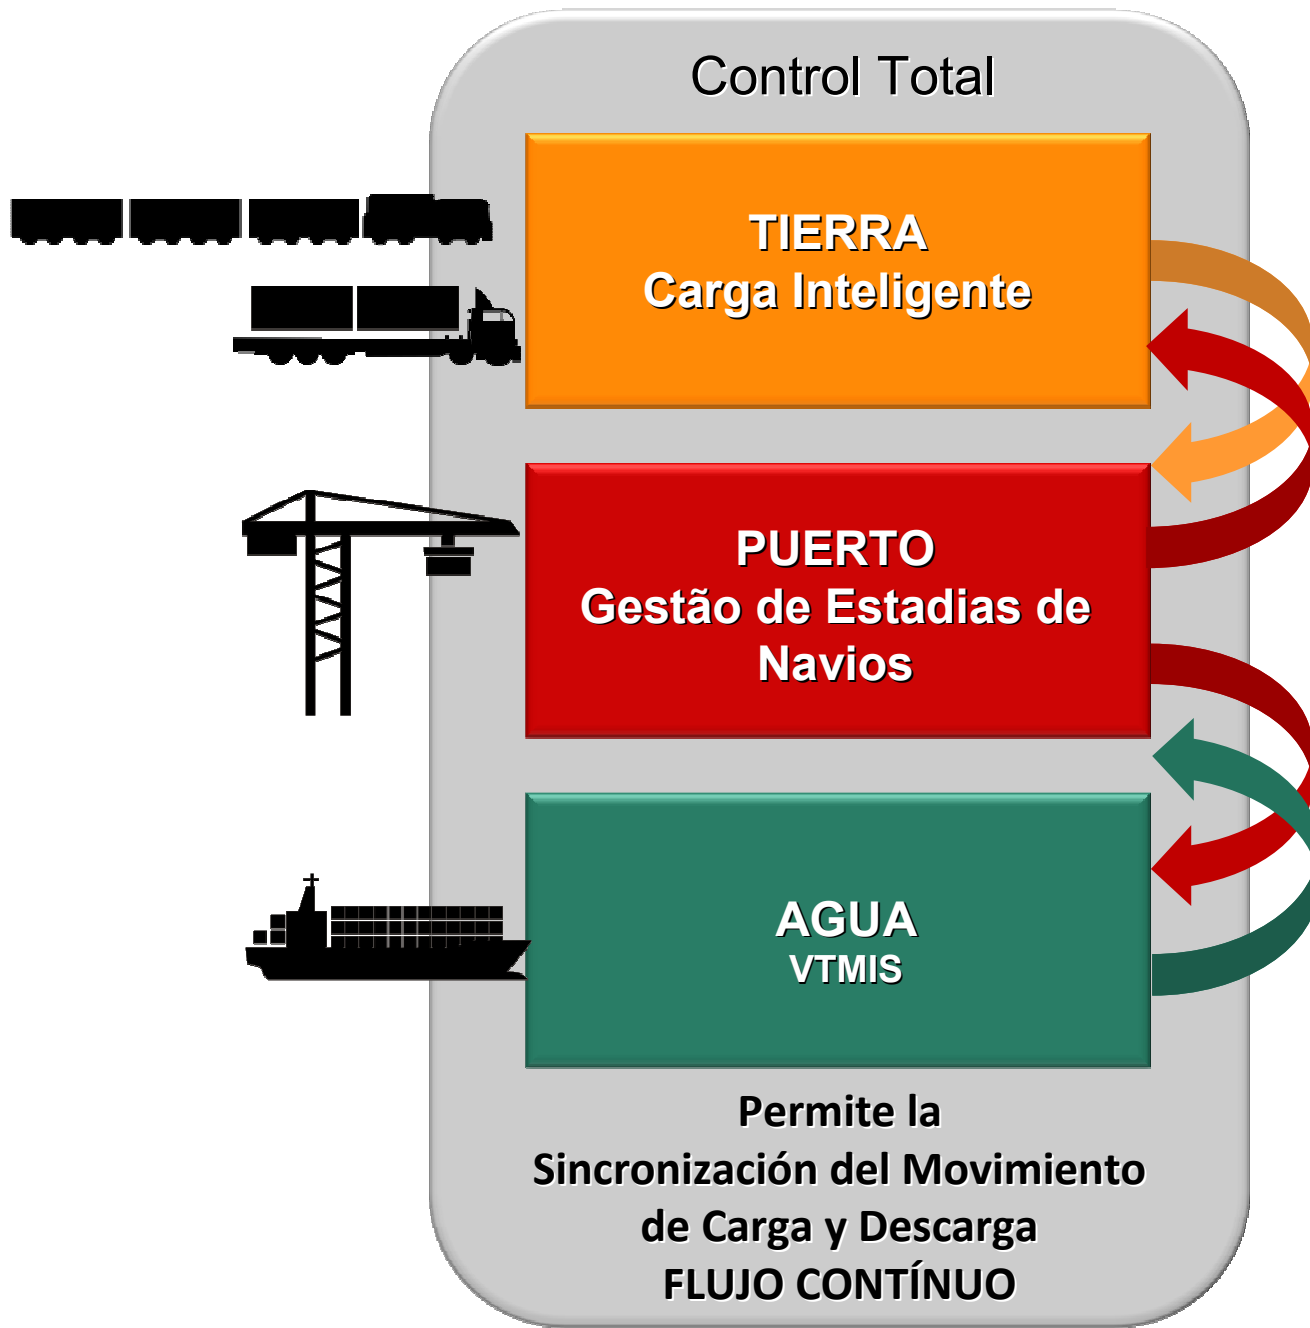 Control Total
TIERRA
Carga Inteligente
PUERTO
Gestão de Estadias de
Navios
AGUA
VTMIS
Permite la
Sincronización del Movimiento
de Carga y Descarga
FLUJO CONTÍNUO